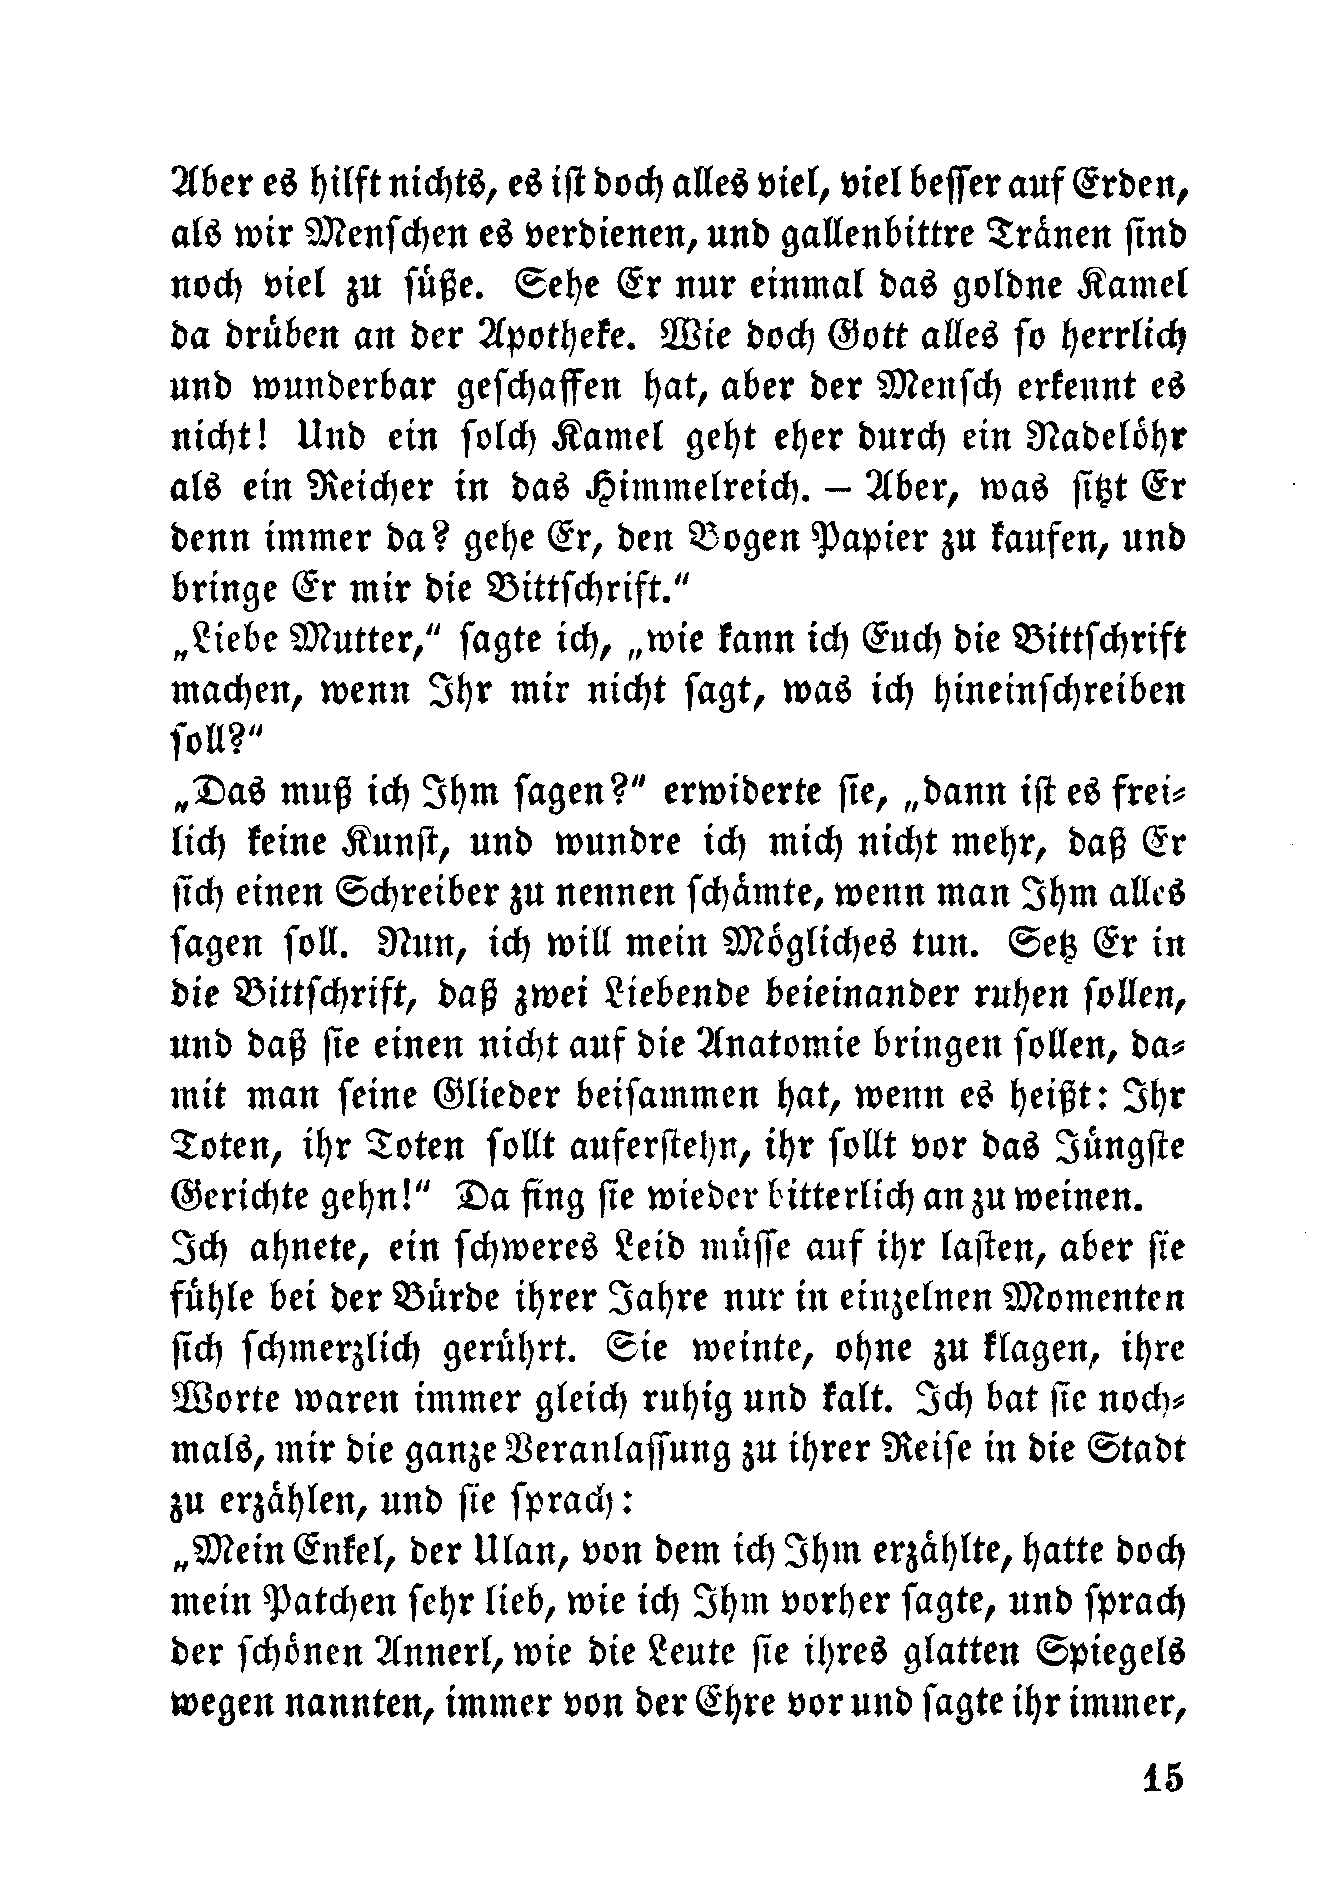 Aber es hilft nichts, es ist doch alles viel, viel besser auf Erden,
als wir Menschen es verdienen, und gallenbittre Tränen sind
noch viel zu süße. Sehe Er nur einmal das goldne Kamel
da drüben an der Apotheke. Wie doch Gott alles so herrlich
und wunderbar geschaffen hat, aber der Mensch erkennt es
nicht! Und ein solch Kamel geht eher durch ein Nadelöhr
als ein Reicher in das Himmelreich. — Aber, was sitzt Er
denn immer da? gehe Er, den Bogen Papier zu kaufen, und
bringe Er mir die Bittschrift.“
„Liebe Mutter,“ sagte ich, „wie kann ich Euch die Bittschrift
machen, wenn Ihr mir nicht sagt, was ich hineinschreiben
soll?“
„Das muß ich Ihm sagen?“ erwiderte sie, „dann ist es frei-
lich keine Kunst, und wundre ich mich nicht mehr, daß Er
sich einen Schreiber zu nennen schämte, wenn man Ihm alles
sagen soll. Nun, ich will mein Mögliches tun. Setz Er in
die Bittschrift, daß zwei Liebende beieinander ruhen sollen,
und daß sie einen nicht auf die Anatomie bringen sollen, da-
mit man seine Glieder beisammen hat, wenn es heißt: Ihr
Toten, ihr Toten sollt auferstehn, ihr sollt vor das Jüngste
Gerichte gehn!“ Da fing sie wieder bitterlich an zu weinen.
Ich ahnete, ein schweres Leid müsse auf ihr lasten, aber sie
fühle bei der Bürde ihrer Jahre nur in einzelnen Momenten
sich schmerzlich gerührt. Sie weinte, ohne zu klagen, ihre
Worte waren immer gleich ruhig und kalt. Ich bat sie noch-
mals, mir die ganze Veranlassung zu ihrer Reise in die Stadt
zu erzählen, und sie sprach:
„Mein Enkel, der Ulan, von dem ich Ihm erzählte, hatte doch
mein Patchen sehr lieb, wie ich Ihm vorher sagte, und sprach
der schönen Annerl, wie die Leute sie ihres glatten Spiegels
wegen nannten, immer von der Ehre vor und sagte ihr immer,
15